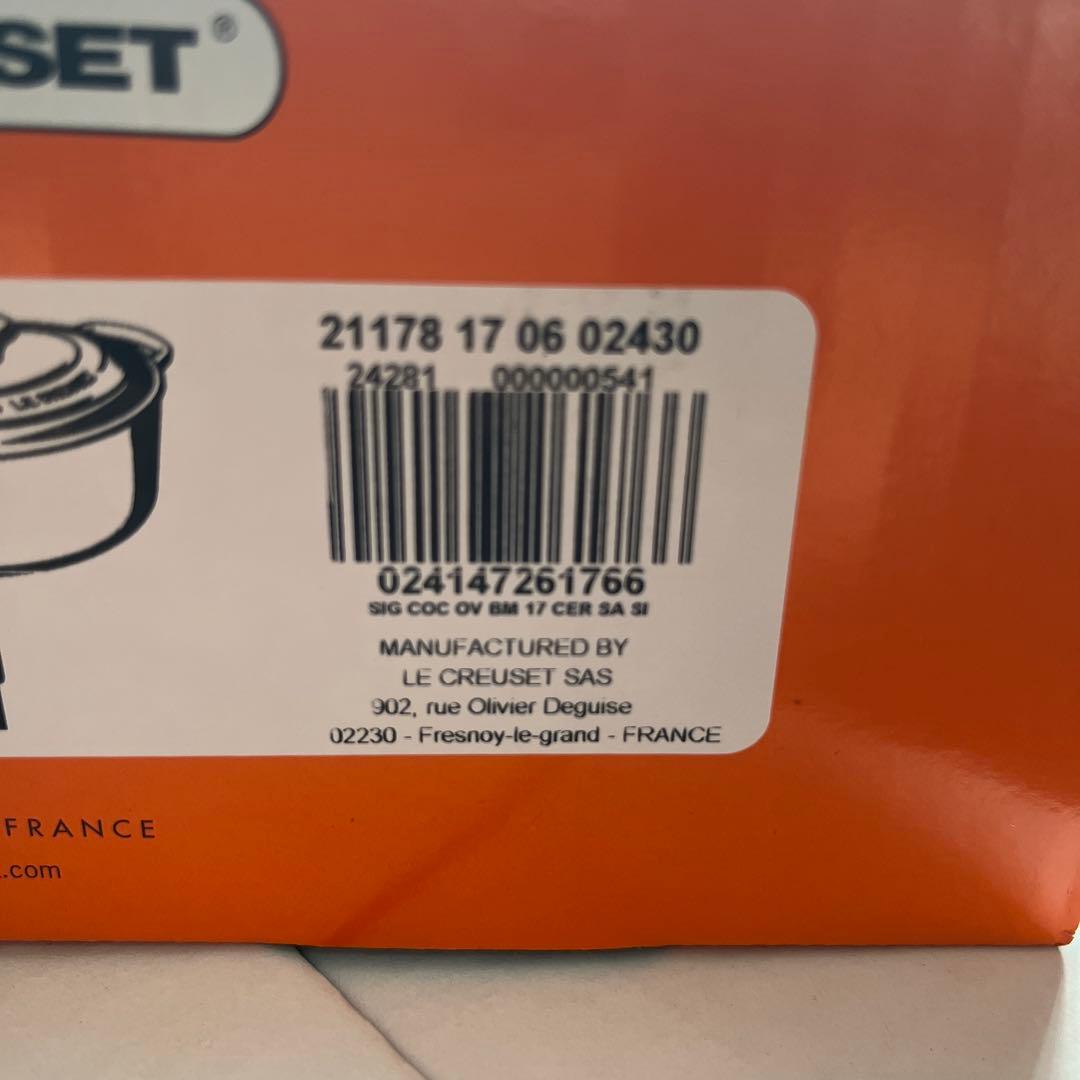 SET®
21178 17 06 02430
24281 000000541
024147261766
SIG COC OV BM 17 CER SA SI
MANUFACTURED BY
LE CREUSET SAS
902, rue Olivier Deguise
02230 - Fresnoy-le-grand - FRANCE
FRANCE
.com